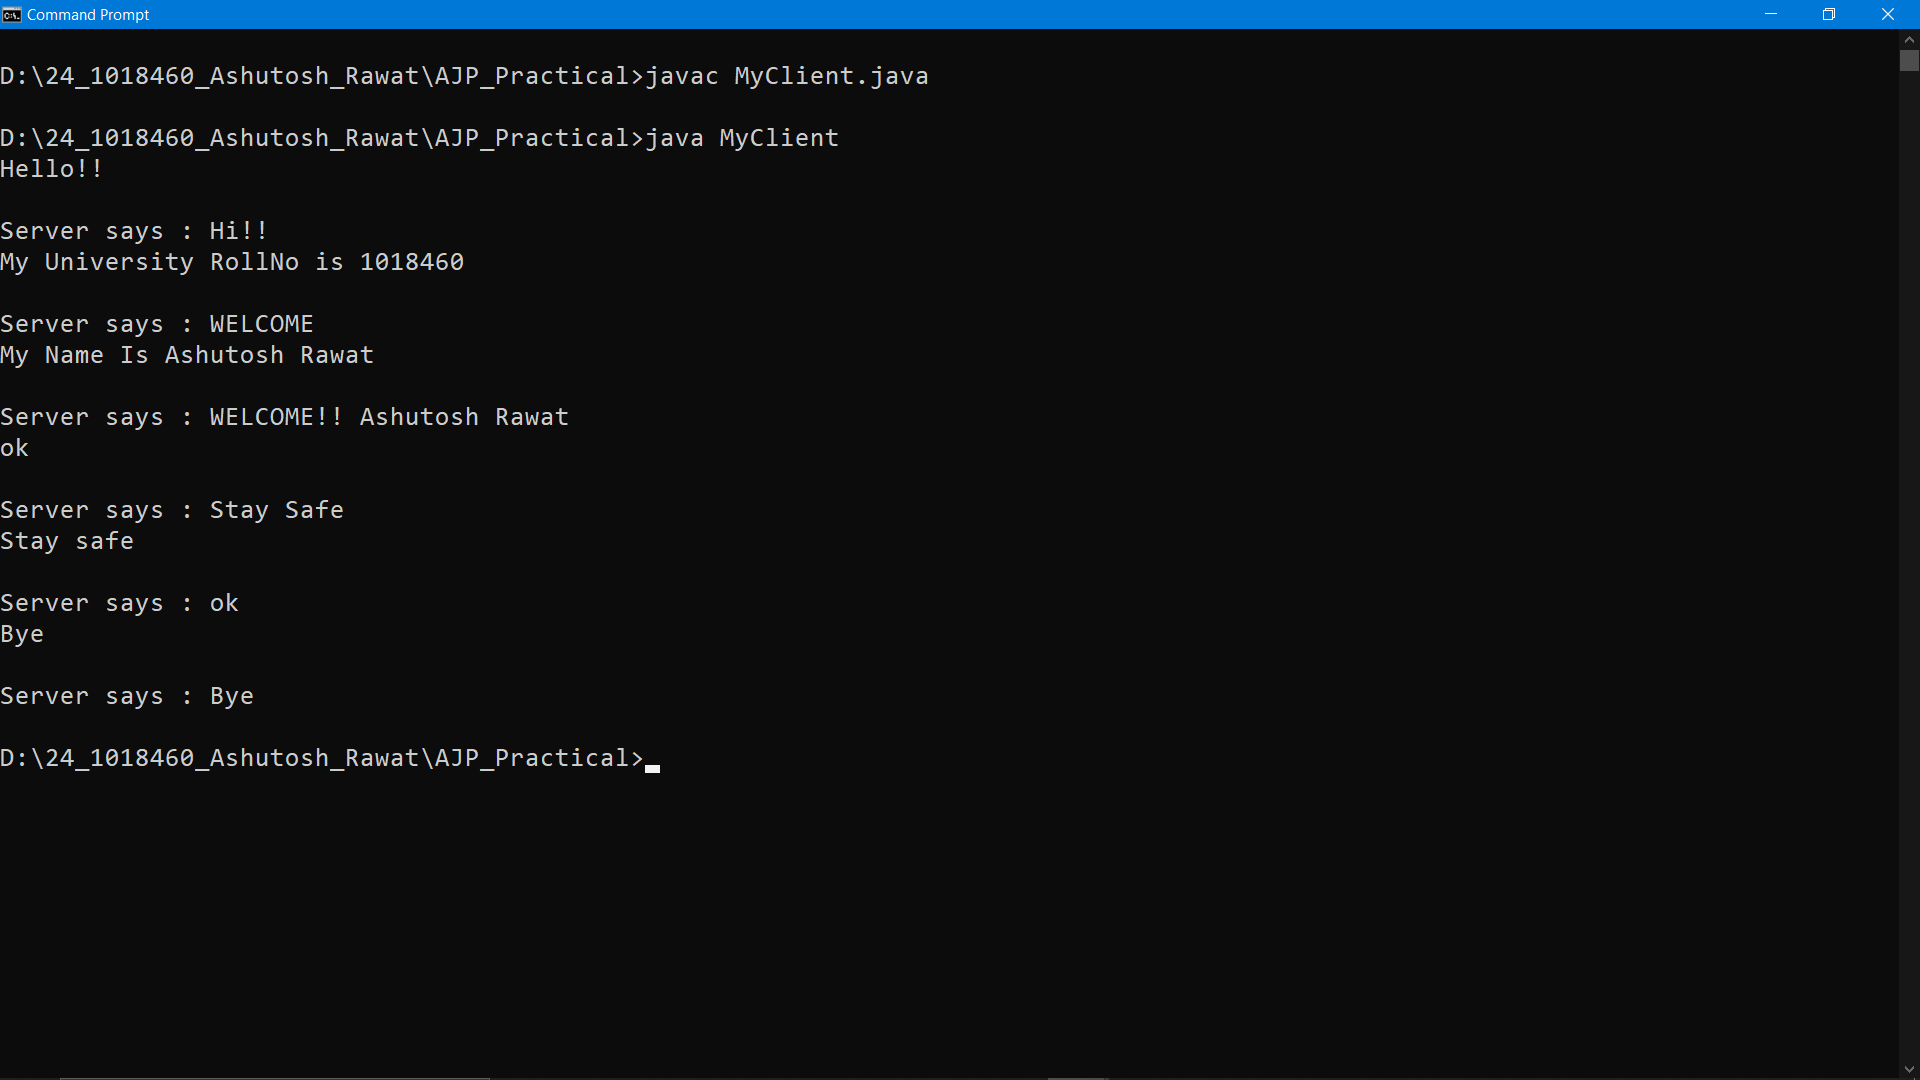 Command Prompt
D:\24_1018460_Ashutosh_Rawat\AJP_Practical>javac MyClient.java
D:\24_1018460_Ashutosh_Rawat\AJP_Practical>java MyClient
Hello!!
Server says : Hi!!
My University RollNo is 1018460
Server says : WELCOME
My Name Is Ashutosh Rawat
Server says : WELCOME!! Ashutosh Rawat
ok
Server says : Stay Safe
Stay safe
Server says : ok
Bye
Server says : Bye
D:\24_1018460_Ashutosh_Rawat\AJP_Practical>